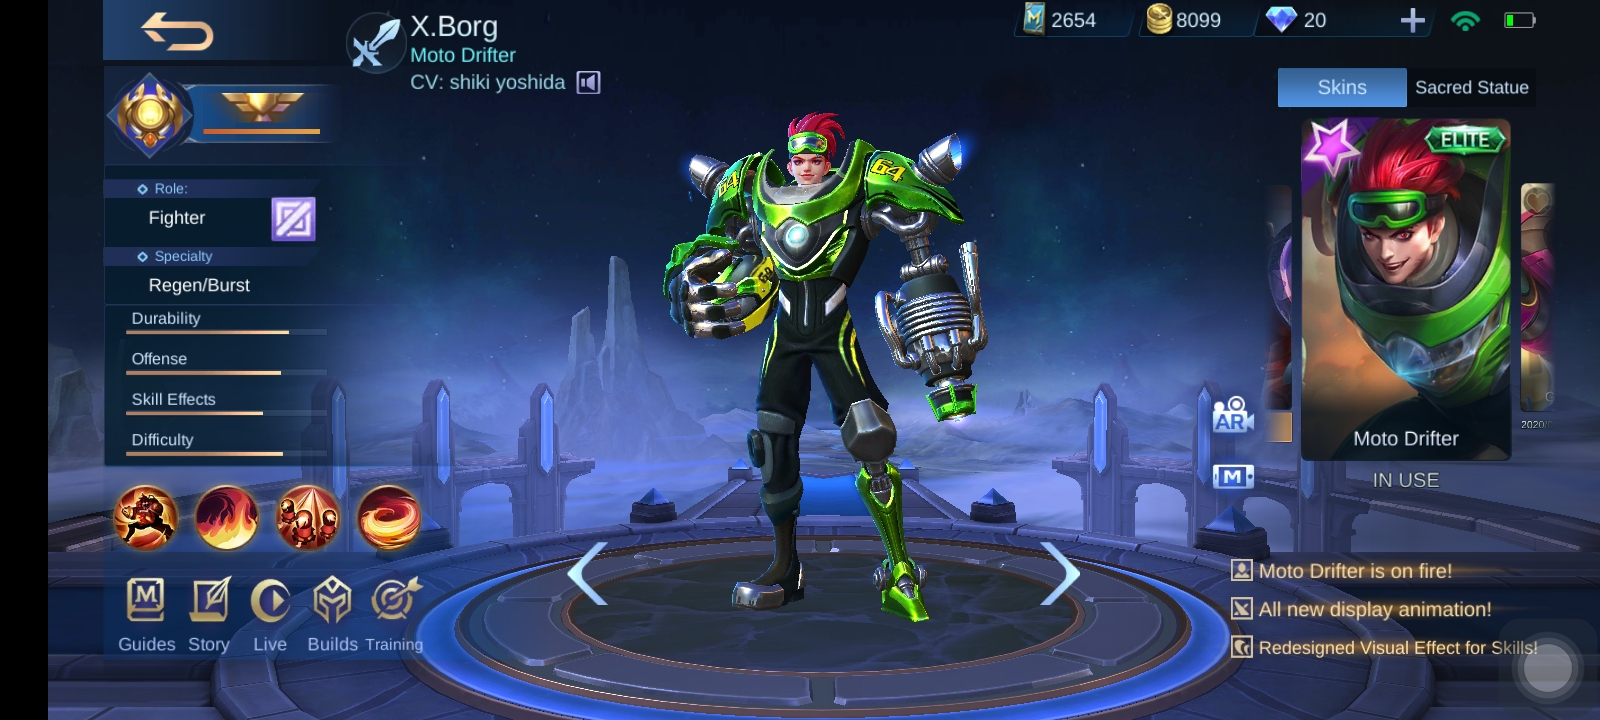 X.Borg
Moto Drifter
CV: shiki yoshida
2654
8099
20
Skins
Sacred Statue
Role:
Fighter
Specialty
Regen/Burst
Durability
Offense
Skill Effects
Difficulty
Guides
Story
Live
Builds
Training
64
64
ELITE
Moto Drifter
IN USE
2020/
AR
M
Moto Drifter is on fire!
All new display animation!
Redesigned Visual Effect for Skills!